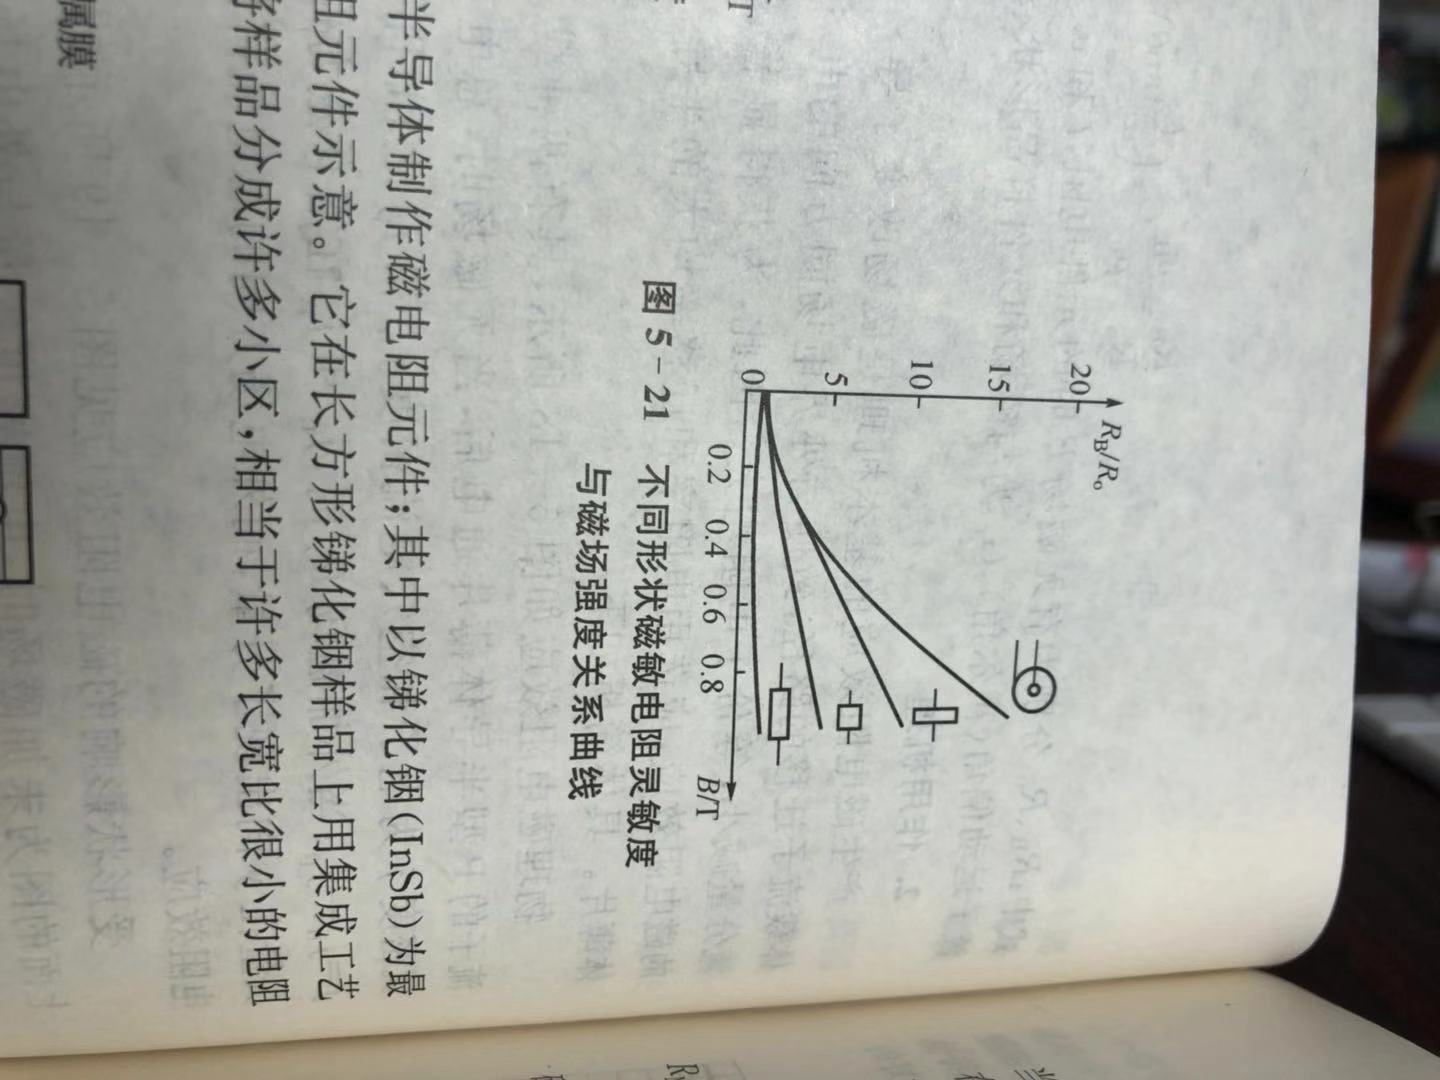 R_B/R_0
20
15
10
5
0
0.2 0.4 0.6 0.8 B/T
图 5-21 不同形状磁敏电阻灵敏度
与磁场强度关系曲线
半导体制作磁电阻元件;其中以锑化铟(InSb)为最
阻元件示意。它在长方形锑化铟样品上用集成工艺
将样品分成许多小区,相当于许多长宽比很小的电阻
属膜